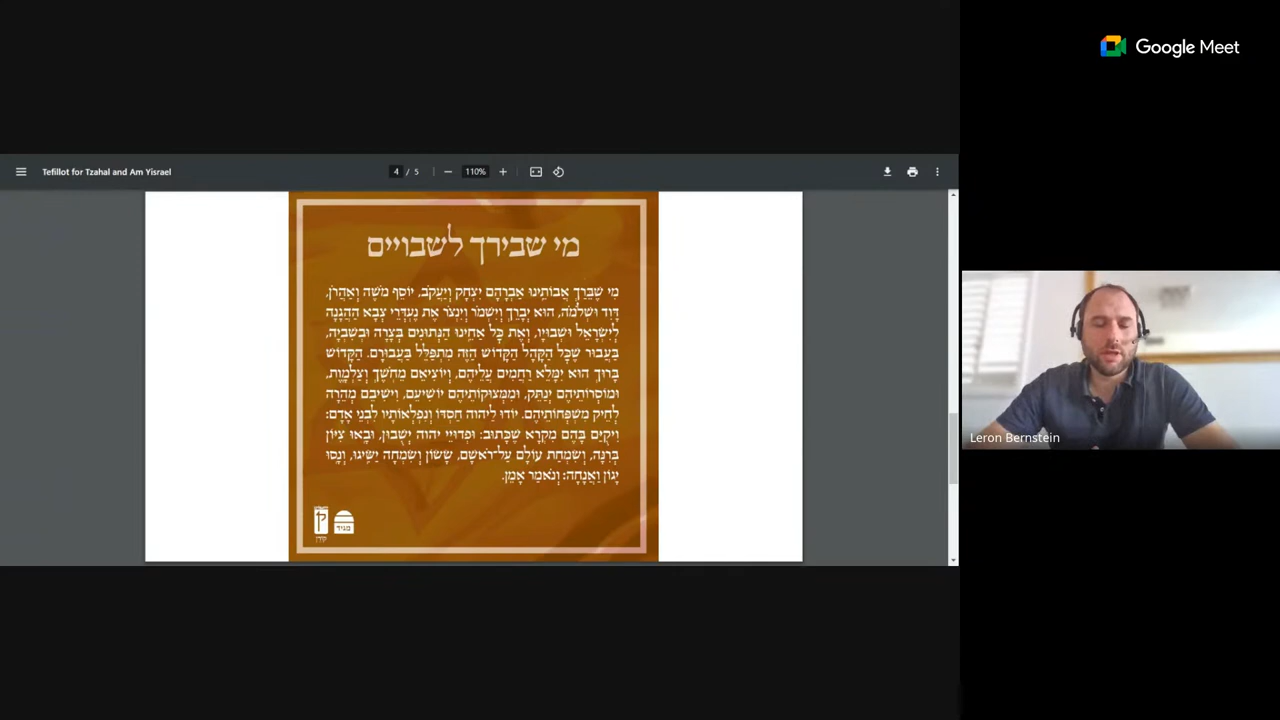 Google Meet
Tefillot for Tzahal and Am Yisrael
4 / 5
110%
מי שבירך לשבויים
מִי שֶׁבֵּרַךְ אֲבוֹתֵֽינוּ אַבְרָהָם יִצְחָק וְיַעֲקֹב, יוֹסֵף מֹשֶׁה וְאַהֲרֹן,
דָּוִד וּשְׁלֹמֹה, הוּא יְבָרֵךְ וְיִשְׁמֹר וְיִנְצֹר אֶת נֶעְדְּרֵי צְבָא הַהֲגָנָה
לְיִשְׂרָאֵל וּשְׁבוּיָו, וְאֶת כָּל אַחֵֽינוּ הַנְּתוּנִים בְּצָרָה וּבְשִׁבְיָה,
בַּעֲבוּר שֶׁכָּל הַקָּהָל הַקָּדוֹשׁ הַזֶּה מִתְפַּלֵּל בַּעֲבוּרָם. הַקָּדוֹשׁ
בָּרוּךְ הוּא יִמָּלֵא רַחֲמִים עֲלֵיהֶם, וְיוֹצִיאֵם מֵחֹֽשֶׁךְ וְצַלְמָֽוֶת,
וּמוֹסְרוֹתֵיהֶם יְנַתֵּק, וּמִמְּצוּקוֹתֵיהֶם יוֹשִׁיעֵם, וִישִׁיבֵם מְהֵרָה
לְחֵיק מִשְׁפְּחוֹתֵיהֶם. יוֹדוּ לַיהוה חַסְדּוֹ וְנִפְלְאוֹתָיו לִבְנֵי אָדָם:
וִיקֻיַּם בָּהֶם מִקְרָא שֶׁכָּתוּב: וּפְדוּיֵי יהוה יְשֻׁבוּן, וּבָֽאוּ צִיּוֹן
בְּרִנָּה, וְשִׂמְחַת עוֹלָם עַל־רֹאשָׁם, שָׂשׂוֹן וְשִׂמְחָה יַשִּֽׂיגוּ, וְנָֽסוּ
יָגוֹן וַאֲנָחָה: וְנֹאמַר אָמֵן.
מגיד
קורן
Leron Bernstein